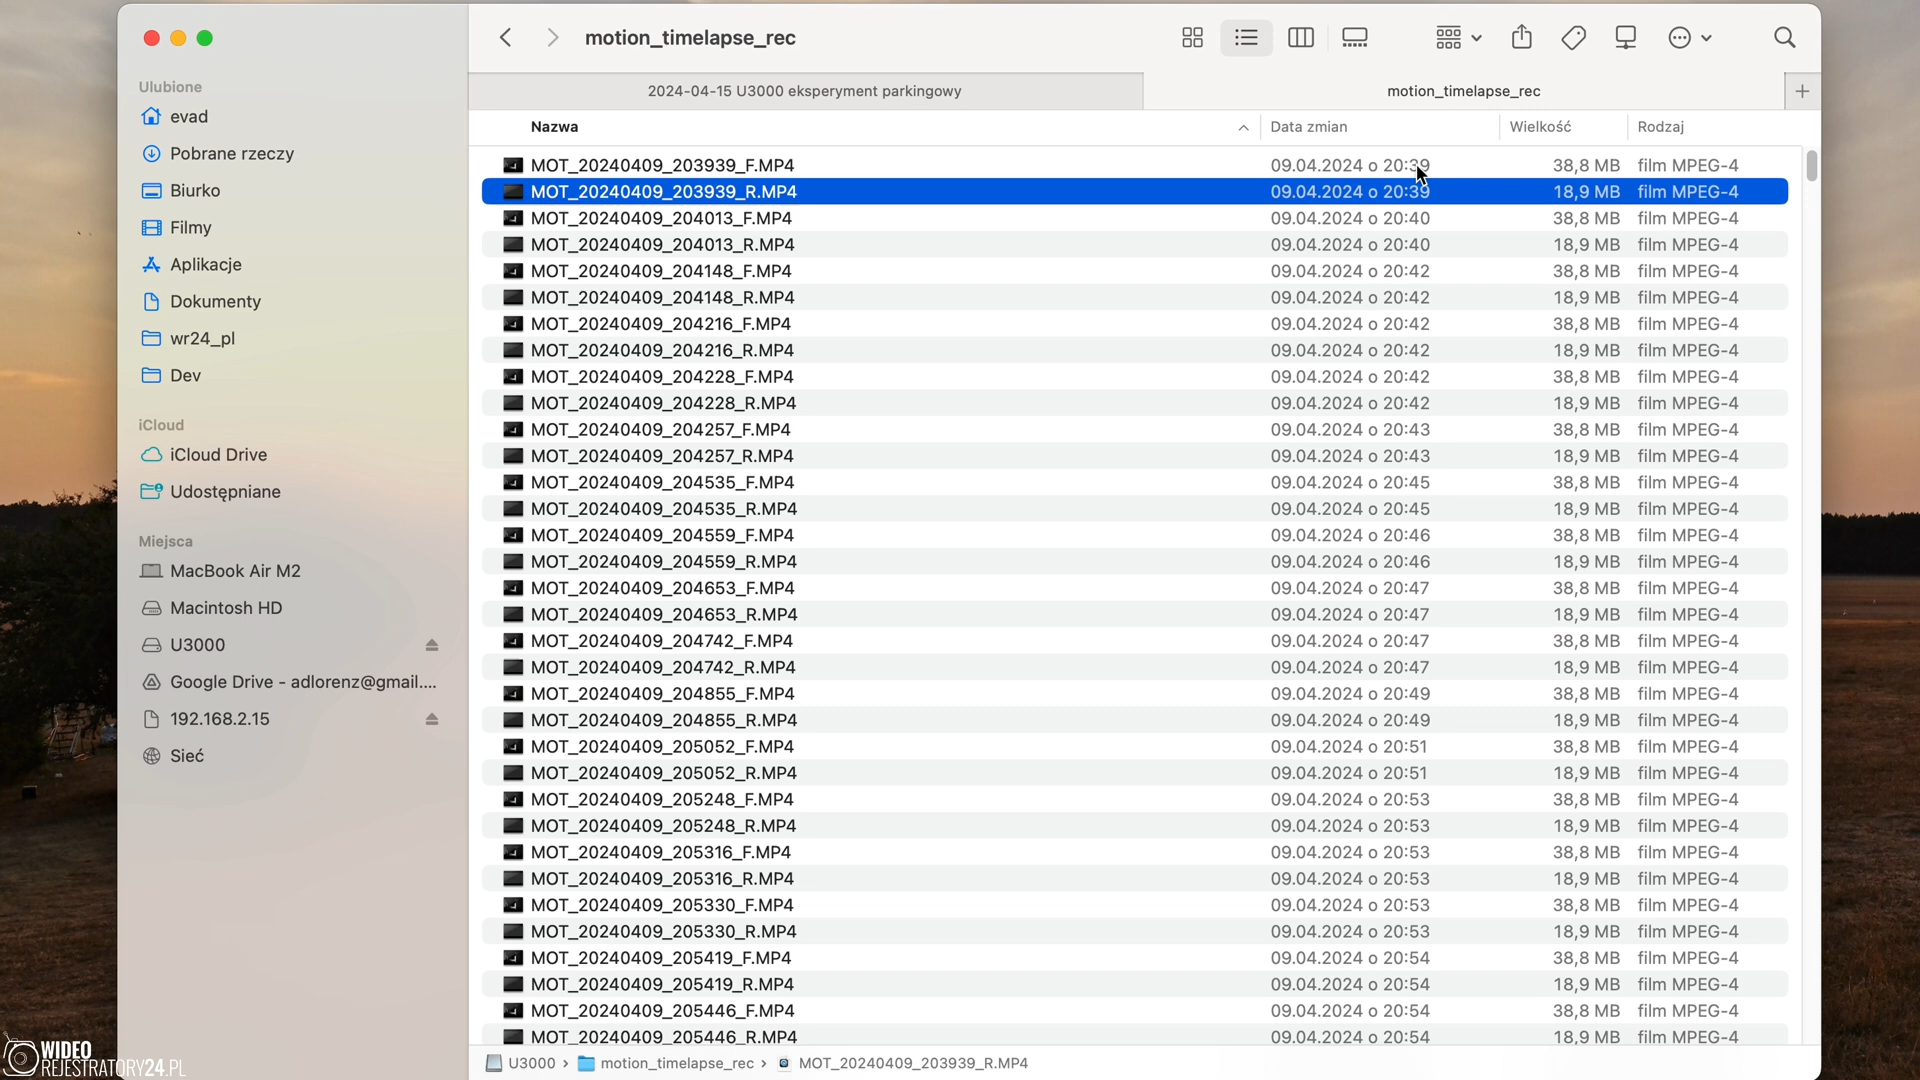 motion_timelapse_rec
2024-04-15 U3000 eksperyment parkingowy
motion_timelapse_rec
Ulubione
evad
Pobrane rzeczy
Biurko
Filmy
Aplikacje
Dokumenty
wr24_pl
Dev
iCloud
iCloud Drive
Udostępniane
Miejsca
MacBook Air M2
Macintosh HD
U3000
Google Drive - adlorenz@gmail....
192.168.2.15
Sieć
Nazwa Data zmian Wielkość Rodzaj
MOT_20240409_203939_F.MP4 09.04.2024 o 20:39 38,8 MB film MPEG-4
MOT_20240409_203939_R.MP4 09.04.2024 o 20:39 18,9 MB film MPEG-4
MOT_20240409_204013_F.MP4 09.04.2024 o 20:40 38,8 MB film MPEG-4
MOT_20240409_204013_R.MP4 09.04.2024 o 20:40 18,9 MB film MPEG-4
MOT_20240409_204148_F.MP4 09.04.2024 o 20:42 38,8 MB film MPEG-4
MOT_20240409_204148_R.MP4 09.04.2024 o 20:42 18,9 MB film MPEG-4
MOT_20240409_204216_F.MP4 09.04.2024 o 20:42 38,8 MB film MPEG-4
MOT_20240409_204216_R.MP4 09.04.2024 o 20:42 18,9 MB film MPEG-4
MOT_20240409_204228_F.MP4 09.04.2024 o 20:42 38,8 MB film MPEG-4
MOT_20240409_204228_R.MP4 09.04.2024 o 20:42 18,9 MB film MPEG-4
MOT_20240409_204257_F.MP4 09.04.2024 o 20:43 38,8 MB film MPEG-4
MOT_20240409_204257_R.MP4 09.04.2024 o 20:43 18,9 MB film MPEG-4
MOT_20240409_204535_F.MP4 09.04.2024 o 20:45 38,8 MB film MPEG-4
MOT_20240409_204535_R.MP4 09.04.2024 o 20:45 18,9 MB film MPEG-4
MOT_20240409_204559_F.MP4 09.04.2024 o 20:46 38,8 MB film MPEG-4
MOT_20240409_204559_R.MP4 09.04.2024 o 20:46 18,9 MB film MPEG-4
MOT_20240409_204653_F.MP4 09.04.2024 o 20:47 38,8 MB film MPEG-4
MOT_20240409_204653_R.MP4 09.04.2024 o 20:47 18,9 MB film MPEG-4
MOT_20240409_204742_F.MP4 09.04.2024 o 20:47 38,8 MB film MPEG-4
MOT_20240409_204742_R.MP4 09.04.2024 o 20:47 18,9 MB film MPEG-4
MOT_20240409_204855_F.MP4 09.04.2024 o 20:49 38,8 MB film MPEG-4
MOT_20240409_204855_R.MP4 09.04.2024 o 20:49 18,9 MB film MPEG-4
MOT_20240409_205052_F.MP4 09.04.2024 o 20:51 38,8 MB film MPEG-4
MOT_20240409_205052_R.MP4 09.04.2024 o 20:51 18,9 MB film MPEG-4
MOT_20240409_205248_F.MP4 09.04.2024 o 20:53 38,8 MB film MPEG-4
MOT_20240409_205248_R.MP4 09.04.2024 o 20:53 18,9 MB film MPEG-4
MOT_20240409_205316_F.MP4 09.04.2024 o 20:53 38,8 MB film MPEG-4
MOT_20240409_205316_R.MP4 09.04.2024 o 20:53 18,9 MB film MPEG-4
MOT_20240409_205330_F.MP4 09.04.2024 o 20:53 38,8 MB film MPEG-4
MOT_20240409_205330_R.MP4 09.04.2024 o 20:53 18,9 MB film MPEG-4
MOT_20240409_205419_F.MP4 09.04.2024 o 20:54 38,8 MB film MPEG-4
MOT_20240409_205419_R.MP4 09.04.2024 o 20:54 18,9 MB film MPEG-4
MOT_20240409_205446_F.MP4 09.04.2024 o 20:54 38,8 MB film MPEG-4
MOT_20240409_205446_R.MP4 09.04.2024 o 20:54 18,9 MB film MPEG-4
U3000 › motion_timelapse_rec › MOT_20240409_203939_R.MP4
WIDEO
REJESTRATORY24.PL